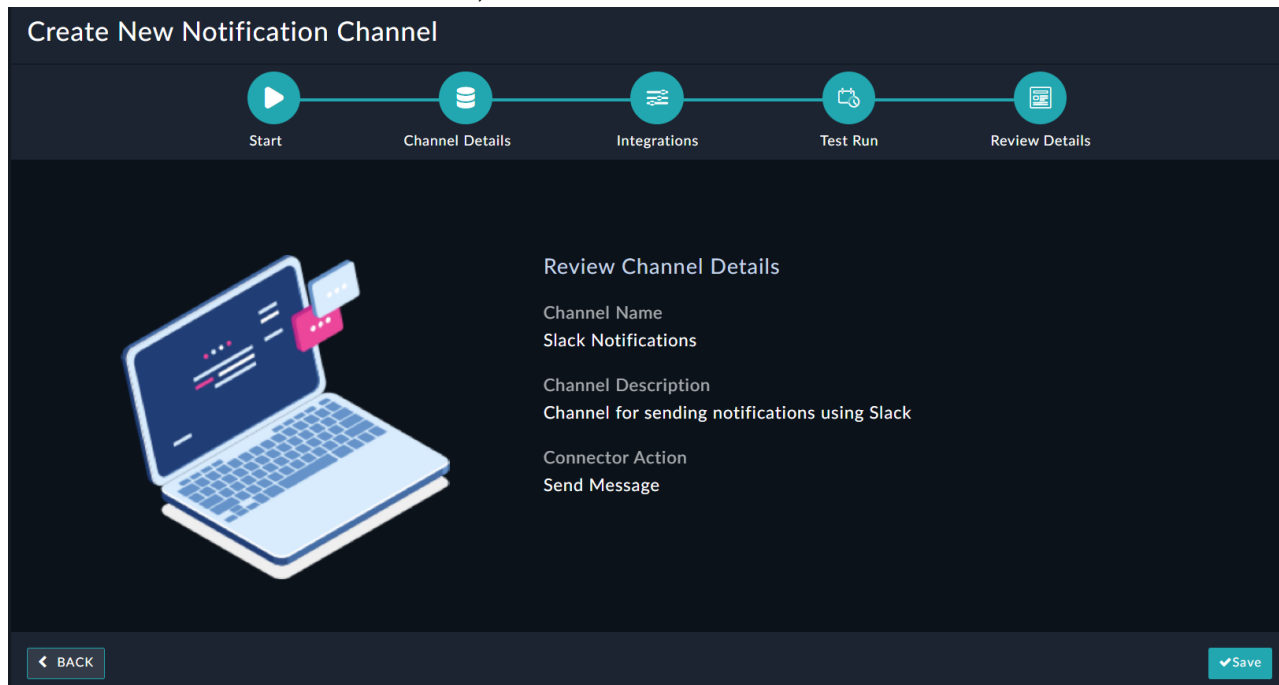 Create New Notification Channel
Start
Channel Details
Integrations
Test Run
Review Details
Review Channel Details
Channel Name
Slack Notifications
Channel Description
Channel for sending notifications using Slack
Connector Action
Send Message
BACK
Save